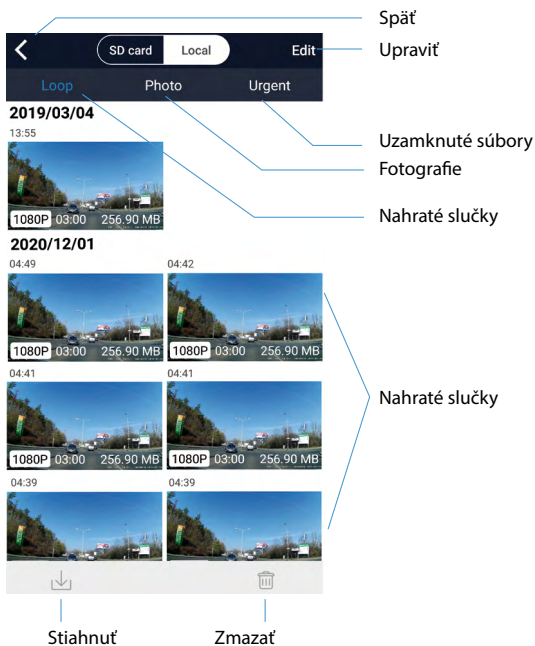 Späť
SD card Local Edit
Upraviť
Loop Photo Urgent
2019/03/04
13:55
Uzamknuté súbory
Fotografie
1080P 03:00 256.90 MB
Nahraté slučky
2020/12/01
04:49 04:42
1080P 03:00 256.90 MB 1080P 03:00 256.90 MB
04:41 04:41
Nahraté slučky
1080P 03:00 256.90 MB 1080P 03:00 256.90 MB
04:39 04:39
Stiahnuť Zmazať